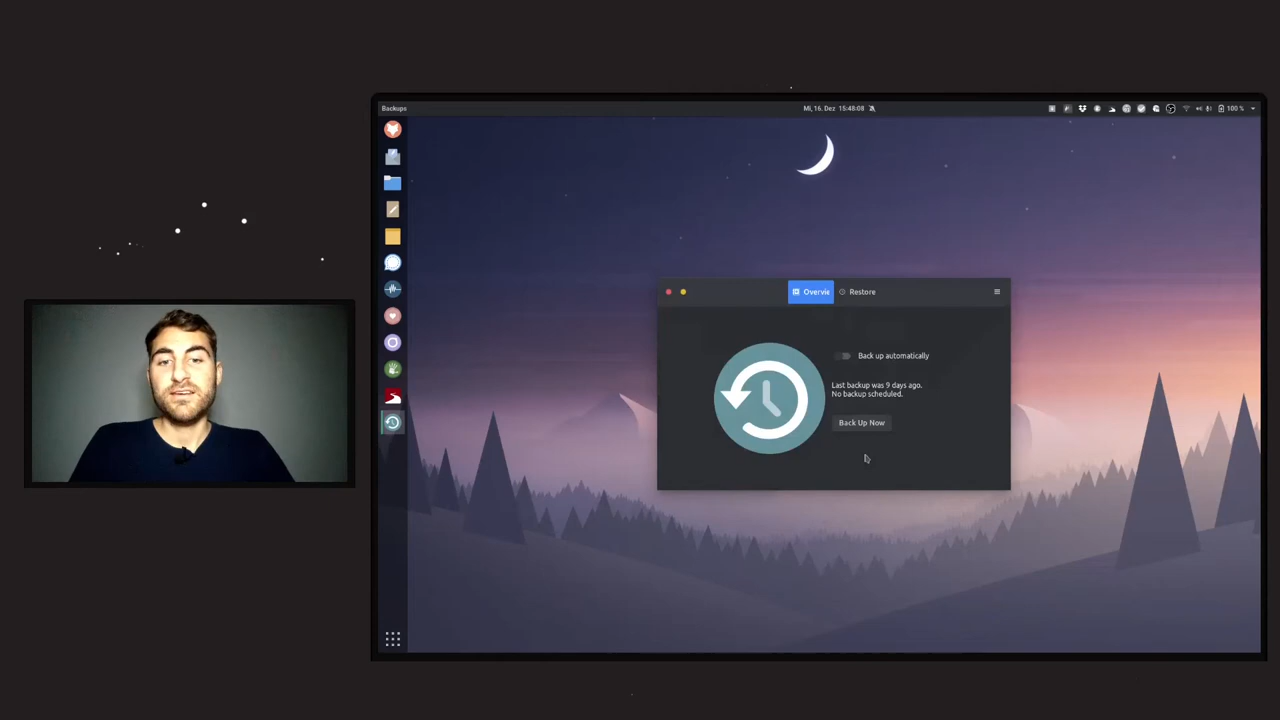 Backups
Mi, 16. Dez 15:48:08
100 %
Overvie
Restore
Back up automatically
Last backup was 9 days ago.
No backup scheduled.
Back Up Now